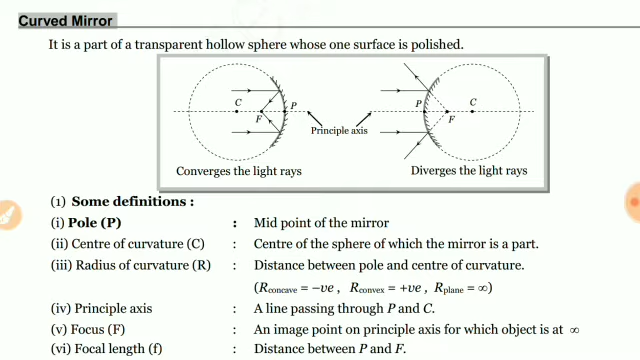 Curved Mirror
It is a part of a transparent hollow sphere whose one surface is polished.
C
F
P
Principle axis
P
F
C
Converges the light rays
Diverges the light rays
(1) Some definitions :
(i) Pole (P) : Mid point of the mirror
(ii) Centre of curvature (C) : Centre of the sphere of which the mirror is a part.
(iii) Radius of curvature (R) : Distance between pole and centre of curvature.
(Rconcave = –ve , Rconvex = +ve , Rplane = ∞)
(iv) Principle axis : A line passing through P and C.
(v) Focus (F) : An image point on principle axis for which object is at ∞
(vi) Focal length (f) : Distance between P and F.